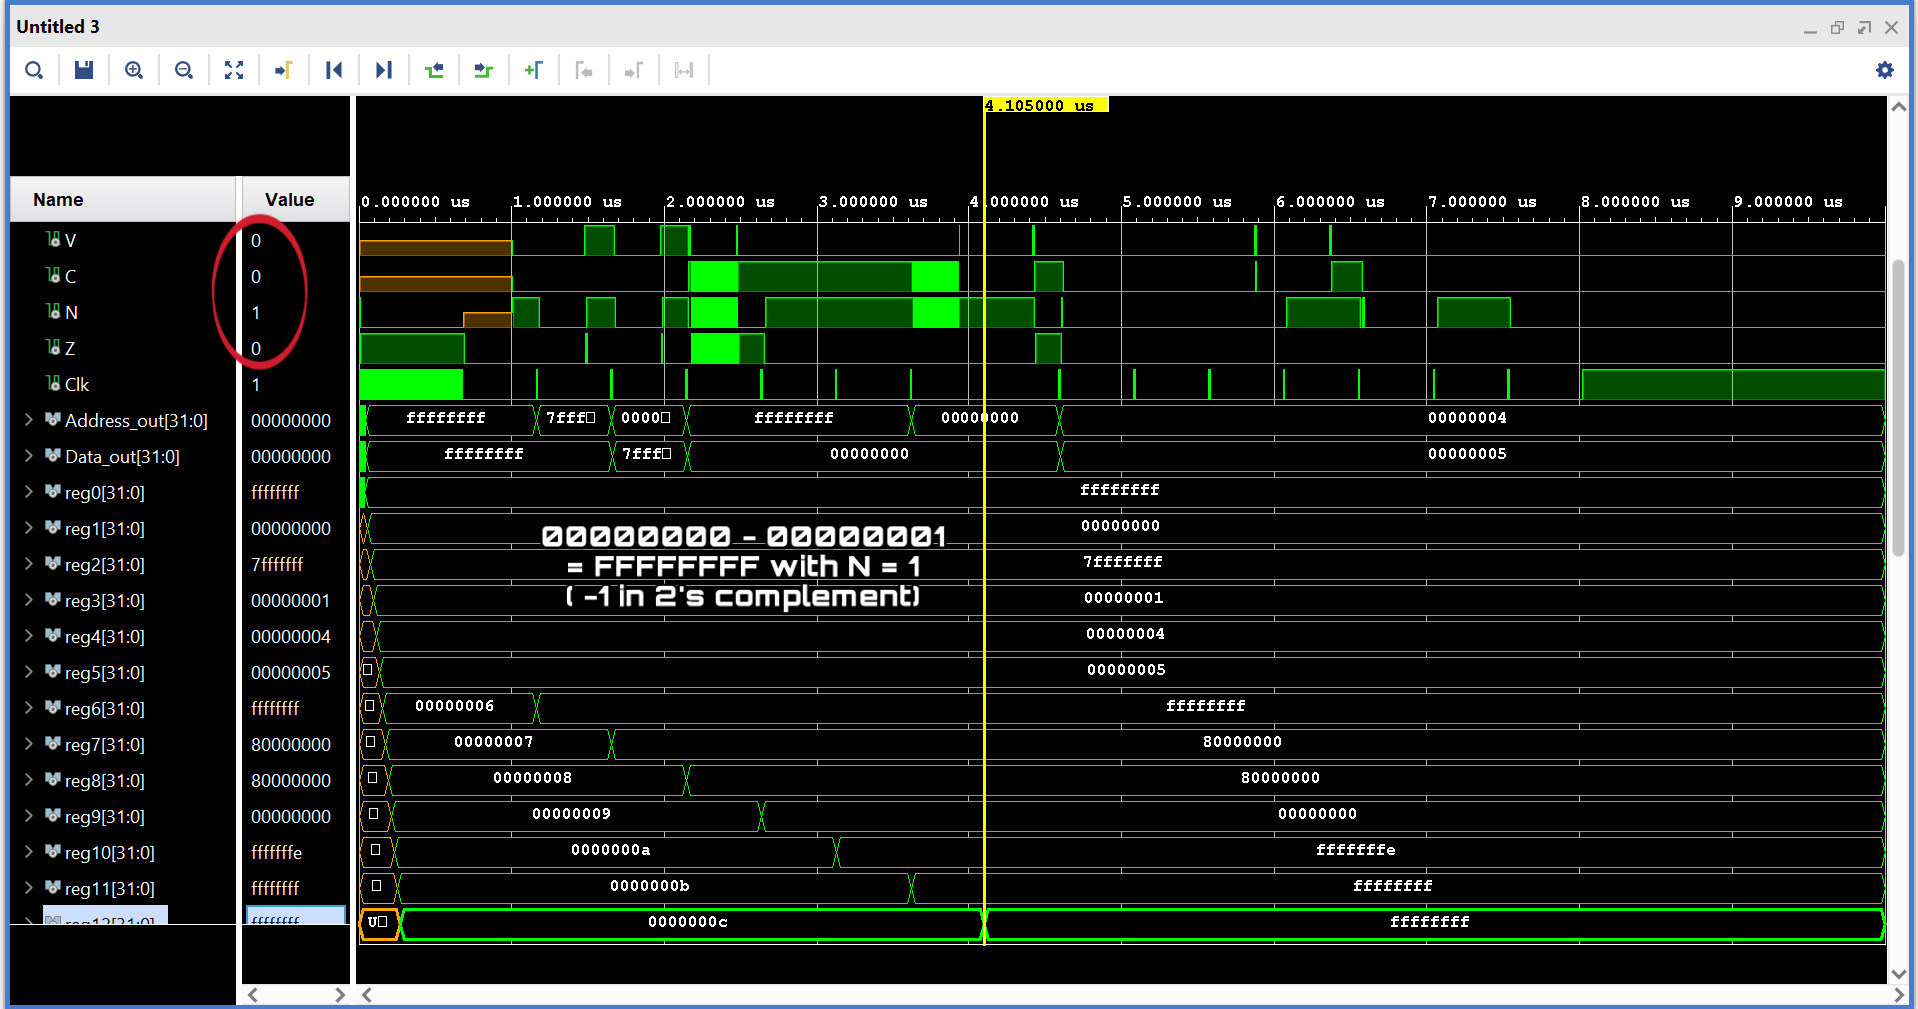 Untitled 3
4.105000 us
Name Value
0.000000 us 1.000000 us 2.000000 us 3.000000 us 4.000000 us 5.000000 us 6.000000 us 7.000000 us 8.000000 us 9.000000 us
V 0
C 0
N 1
Z 0
Clk 1
Address_out[31:0] 00000000 ffffffff 7fff 0000 ffffffff 00000000 00000004
Data_out[31:0] 00000000 ffffffff 7fff 00000000 00000005
reg0[31:0] ffffffff ffffffff
reg1[31:0] 00000000 00000000
reg2[31:0] 7fffffff 7fffffff
reg3[31:0] 00000001 00000001
reg4[31:0] 00000004 00000004
reg5[31:0] 00000005 00000005
reg6[31:0] ffffffff 00000006 ffffffff
reg7[31:0] 80000000 00000007 80000000
reg8[31:0] 80000000 00000008 80000000
reg9[31:0] 00000000 00000009 00000000
reg10[31:0] fffffffe 0000000a fffffffe
reg11[31:0] ffffffff 0000000b ffffffff
reg12[31:0] ffffffff U 0000000c ffffffff
00000000 - 00000001
= FFFFFFFF with N = 1
( -1 in 2's complement)